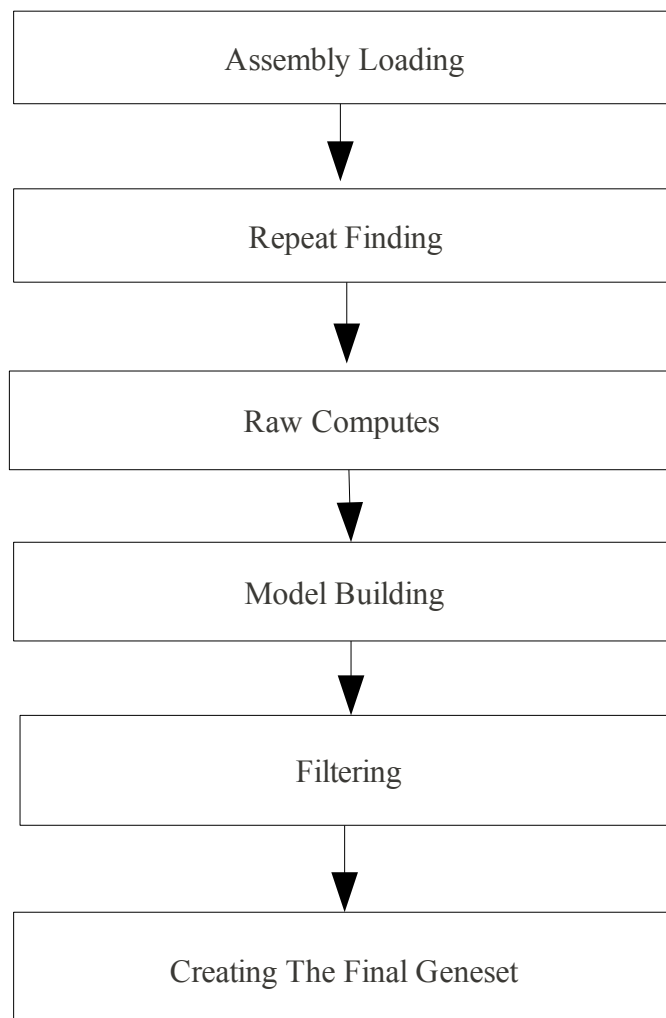 Assembly Loading
Repeat Finding
Raw Computes
Model Building
Filtering
Creating The Final Geneset